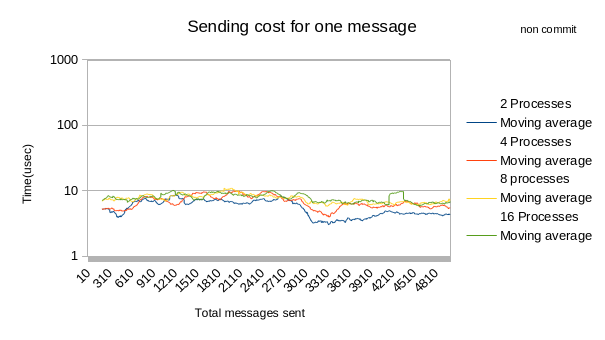 Sending cost for one message
non commit
1000
100
10
1
Time(usec)
10
310
610
910
1210
1510
1810
2110
2410
2710
3010
3310
3610
3910
4210
4510
4810
Total messages sent
2 Processes
Moving average
4 Processes
Moving average
8 processes
Moving average
16 Processes
Moving average